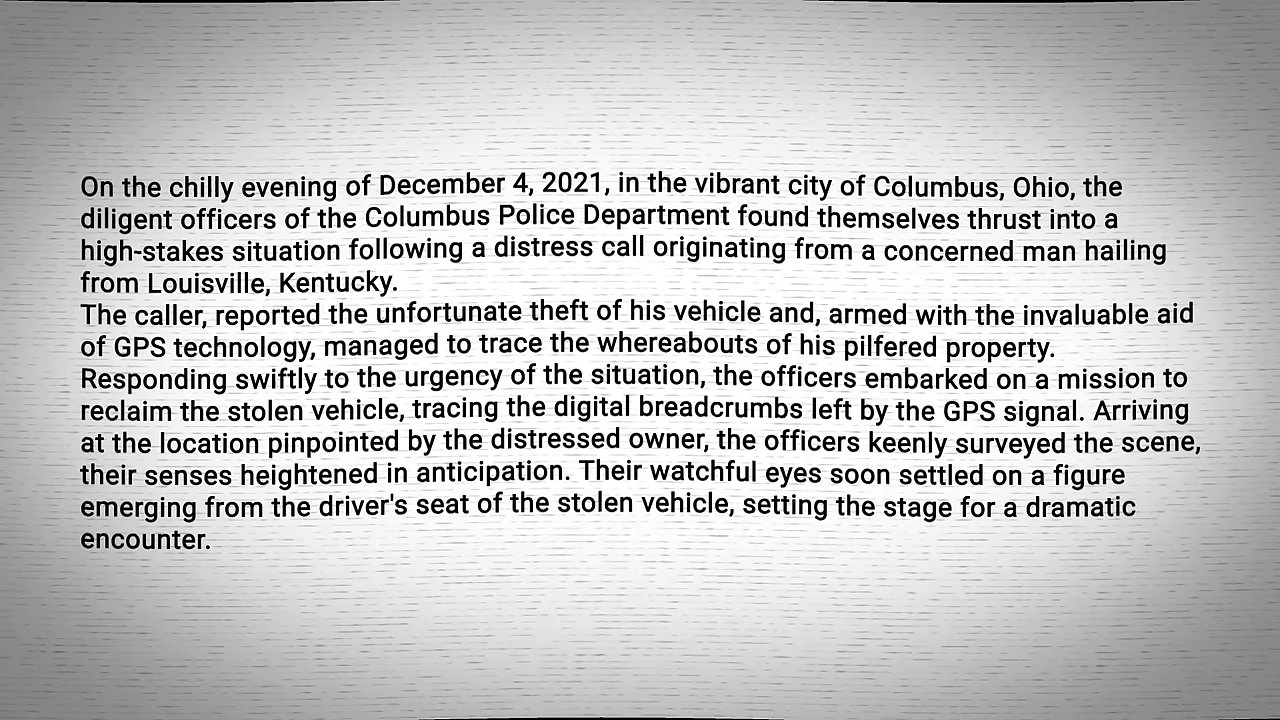 On the chilly evening of December 4, 2021, in the vibrant city of Columbus, Ohio, the
diligent officers of the Columbus Police Department found themselves thrust into a
high-stakes situation following a distress call originating from a concerned man hailing
from Louisville, Kentucky.
The caller, reported the unfortunate theft of his vehicle and, armed with the invaluable aid
of GPS technology, managed to trace the whereabouts of his pilfered property.
Responding swiftly to the urgency of the situation, the officers embarked on a mission to
reclaim the stolen vehicle, tracing the digital breadcrumbs left by the GPS signal. Arriving
at the location pinpointed by the distressed owner, the officers keenly surveyed the scene,
their senses heightened in anticipation. Their watchful eyes soon settled on a figure
emerging from the driver's seat of the stolen vehicle, setting the stage for a dramatic
encounter.